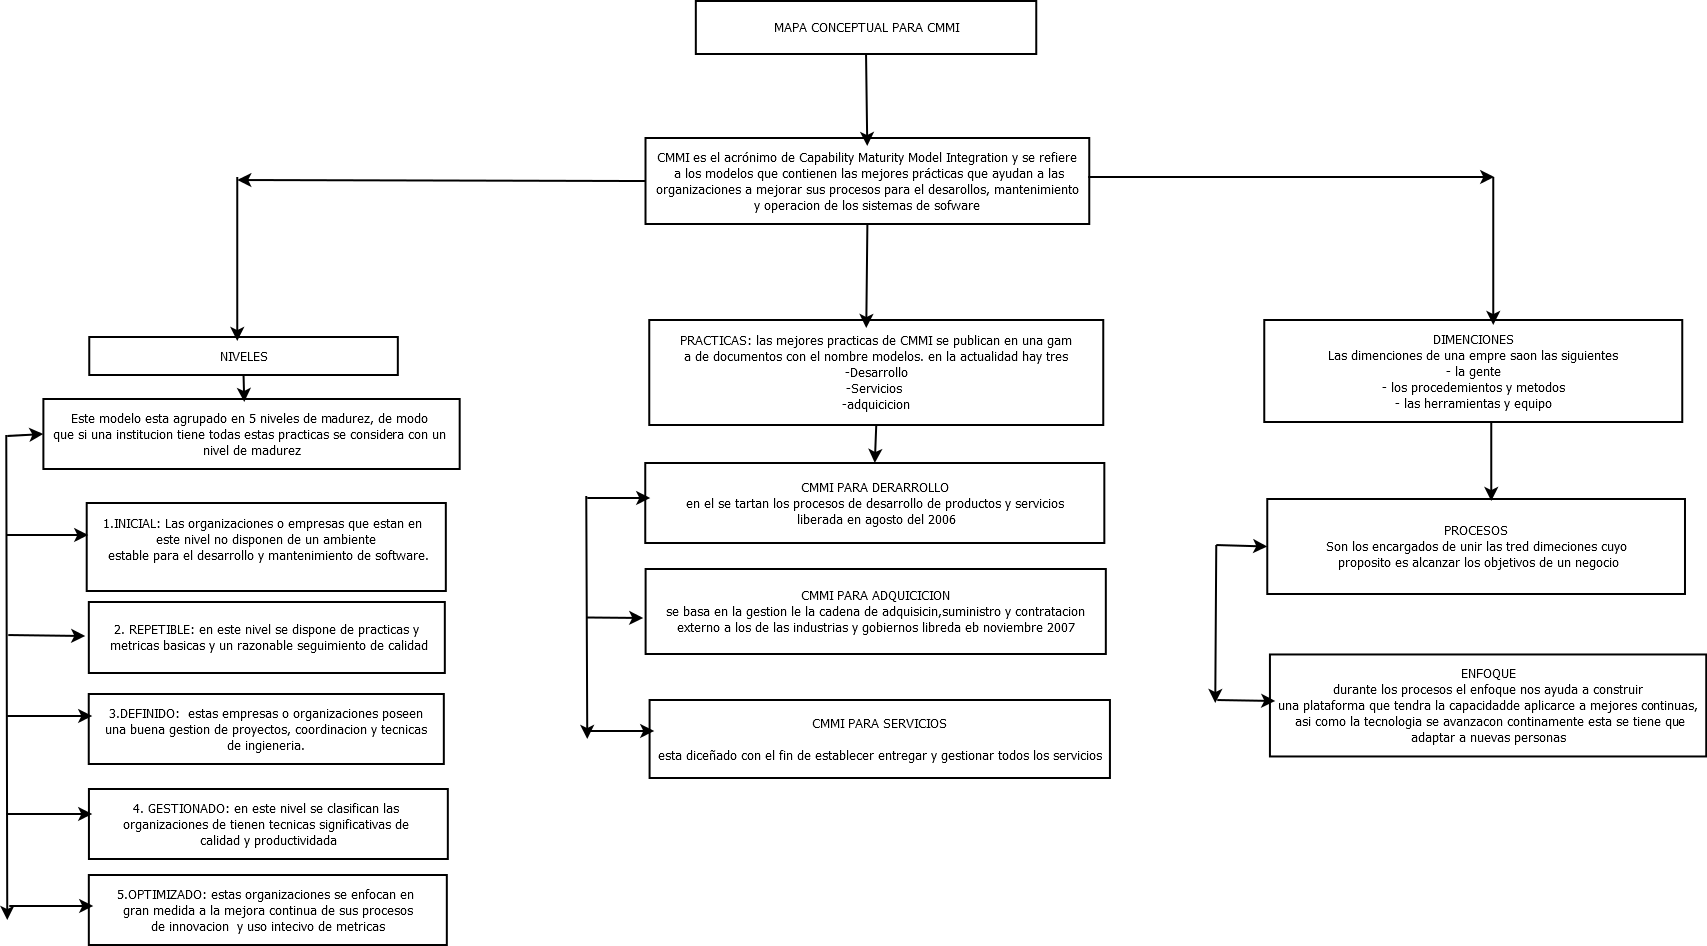 MAPA CONCEPTUAL PARA CMMI
CMMI es el acrónimo de Capability Maturity Model Integration y se refiere
a los modelos que contienen las mejores prácticas que ayudan a las
organizaciones a mejorar sus procesos para el desarollos, mantenimiento
y operacion de los sistemas de sofware
NIVELES
Este modelo esta agrupado en 5 niveles de madurez, de modo
que si una institucion tiene todas estas practicas se considera con un
nivel de madurez
1.INICIAL: Las organizaciones o empresas que estan en
este nivel no disponen de un ambiente
estable para el desarrollo y mantenimiento de software.
2. REPETIBLE: en este nivel se dispone de practicas y
metricas basicas y un razonable seguimiento de calidad
3.DEFINIDO:  estas empresas o organizaciones poseen
una buena gestion de proyectos, coordinacion y tecnicas
de ingieneria.
4. GESTIONADO: en este nivel se clasifican las
organizaciones de tienen tecnicas significativas de
calidad y productividada
5.OPTIMIZADO: estas organizaciones se enfocan en
gran medida a la mejora continua de sus procesos
de innovacion  y uso intecivo de metricas
PRACTICAS: las mejores practicas de CMMI se publican en una gam
a de documentos con el nombre modelos. en la actualidad hay tres
-Desarrollo
-Servicios
-adquicicion
CMMI PARA DERARROLLO
en el se tartan los procesos de desarrollo de productos y servicios
liberada en agosto del 2006
CMMI PARA ADQUICICION
se basa en la gestion le la cadena de adquisicin,suministro y contratacion
externo a los de las industrias y gobiernos libreda eb noviembre 2007
CMMI PARA SERVICIOS
esta diceñado con el fin de establecer entregar y gestionar todos los servicios
DIMENCIONES
Las dimenciones de una empre saon las siguientes
- la gente
- los procedemientos y metodos
- las herramientas y equipo
PROCESOS
Son los encargados de unir las tred dimeciones cuyo
proposito es alcanzar los objetivos de un negocio
ENFOQUE
durante los procesos el enfoque nos ayuda a construir
una plataforma que tendra la capacidadde aplicarce a mejores continuas,
asi como la tecnologia se avanzacon continamente esta se tiene que
adaptar a nuevas personas